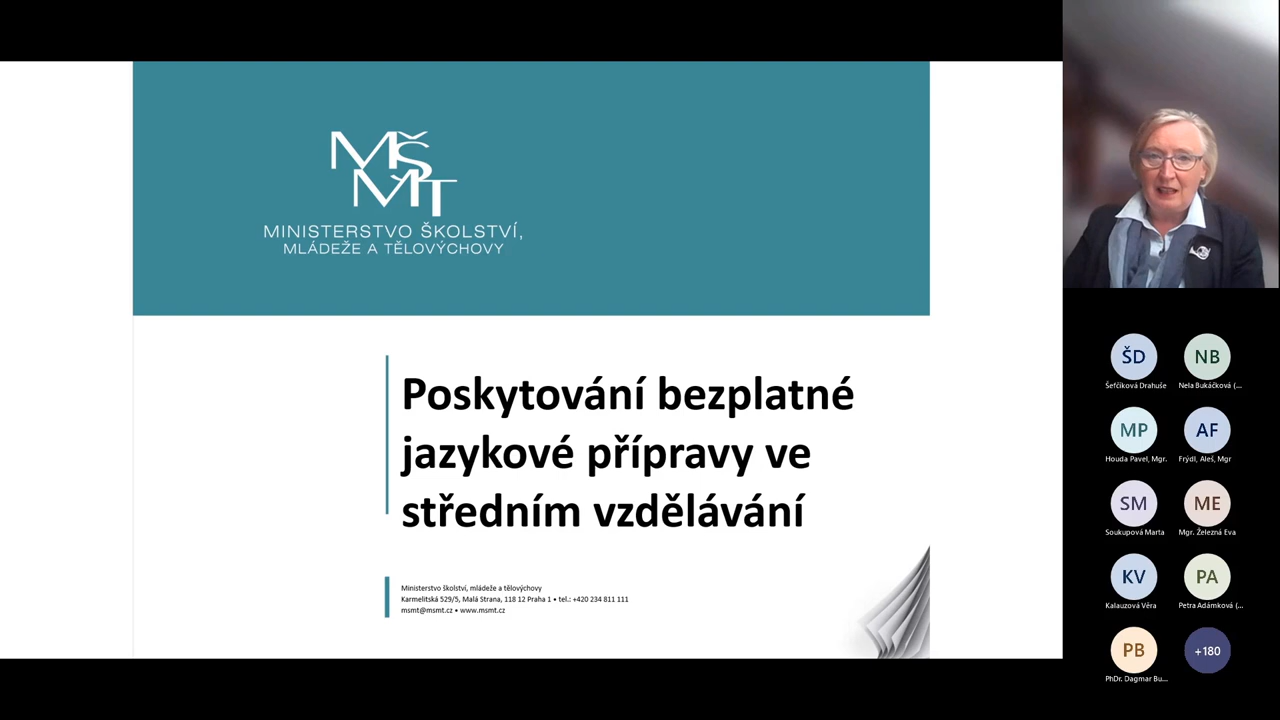 MŠ
MT
MINISTERSTVO ŠKOLSTVÍ,
MLÁDEŽE A TĚLOVÝCHOVY
Poskytování bezplatné
jazykové přípravy ve
středním vzdělávání
Ministerstvo školství, mládeže a tělovýchovy
Karmelitská 529/5, Malá Strana, 118 12 Praha 1 • tel.: +420 234 811 111
msmt@msmt.cz • www.msmt.cz
ŠD
NB
Šefčíková Drahuše
Nela Bukáčková (...
MP
AF
Houda Pavel, Mgr.
Frýdl, Aleš, Mgr
SM
ME
Soukupová Marta
Mgr. Železná Eva
KV
PA
Kalauzová Věra
Petra Adámková (...
PB
+180
PhDr. Dagmar Bu...